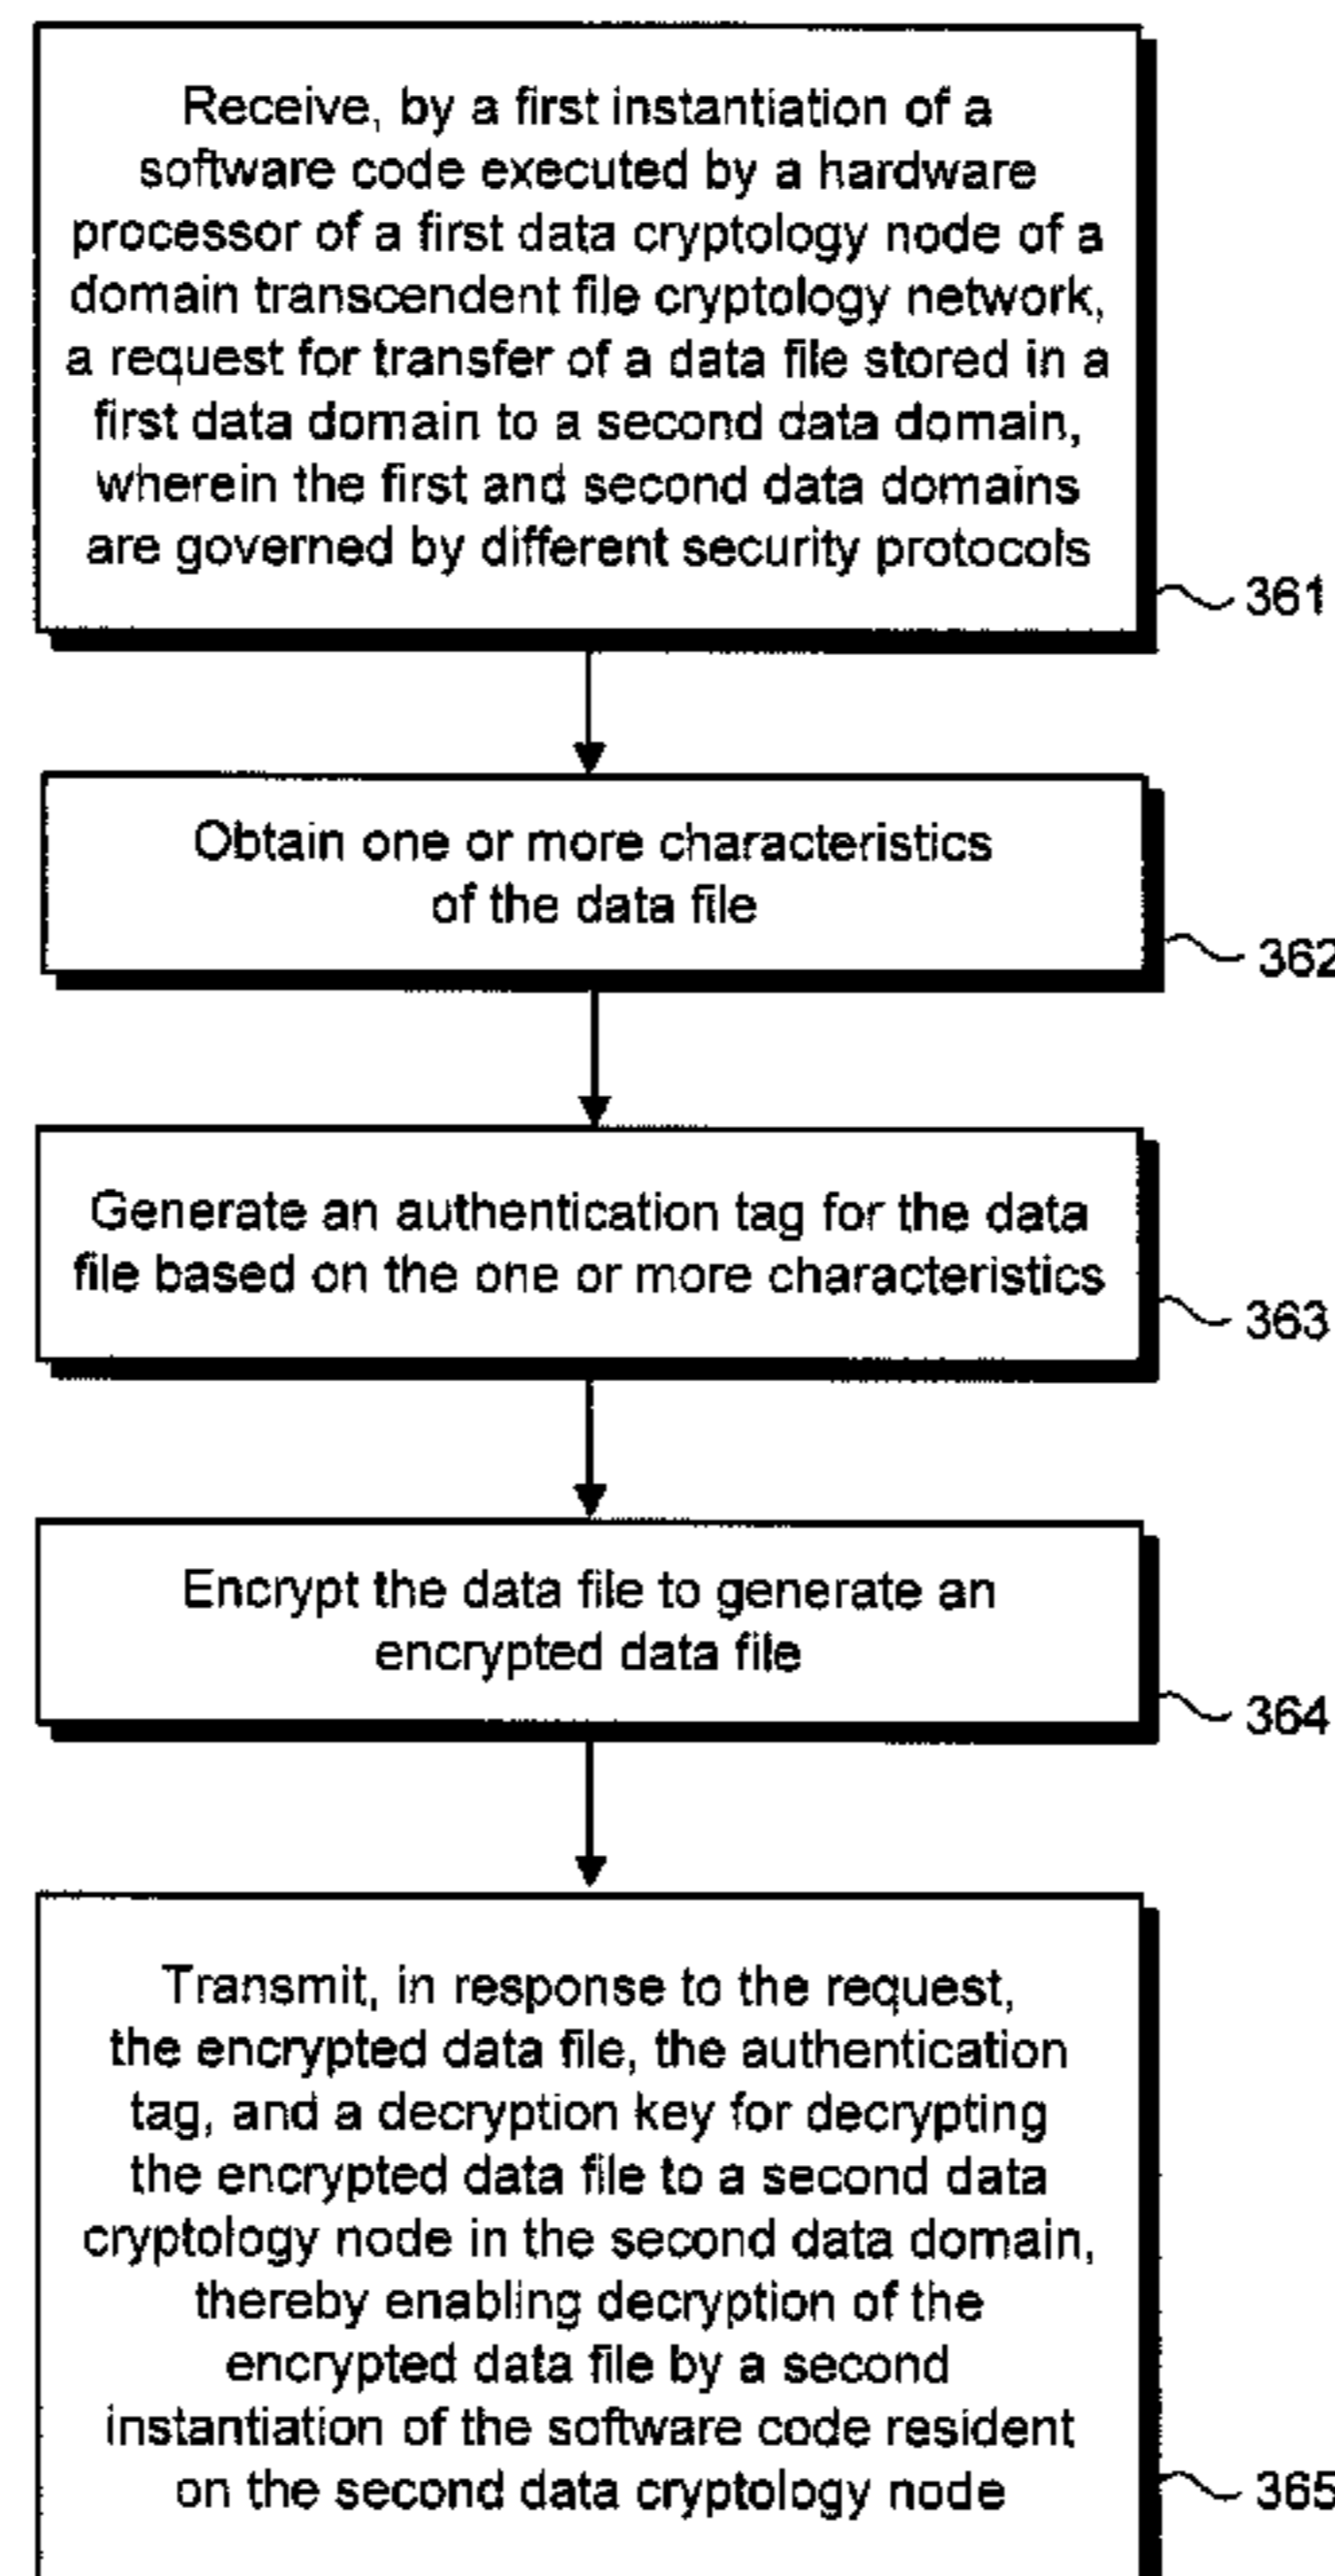 Receive, by a first instantiation of a
software code executed by a hardware
processor of a first data cryptology node of a
domain transcendent file cryptology network,
a request for transfer of a data file stored in a
first data domain to a second data domain,
wherein the first and second data domains
are governed by different security protocols
361
Obtain one or more characteristics
of the data file
362
Generate an authentication tag for the data
file based on the one or more characteristics
363
Encrypt the data file to generate an
encrypted data file
364
Transmit, in response to the request,
the encrypted data file, the authentication
tag, and a decryption key for decrypting
the encrypted data file to a second data
cryptology node in the second data domain,
thereby enabling decryption of the
encrypted data file by a second
instantiation of the software code resident
on the second data cryptology node
365